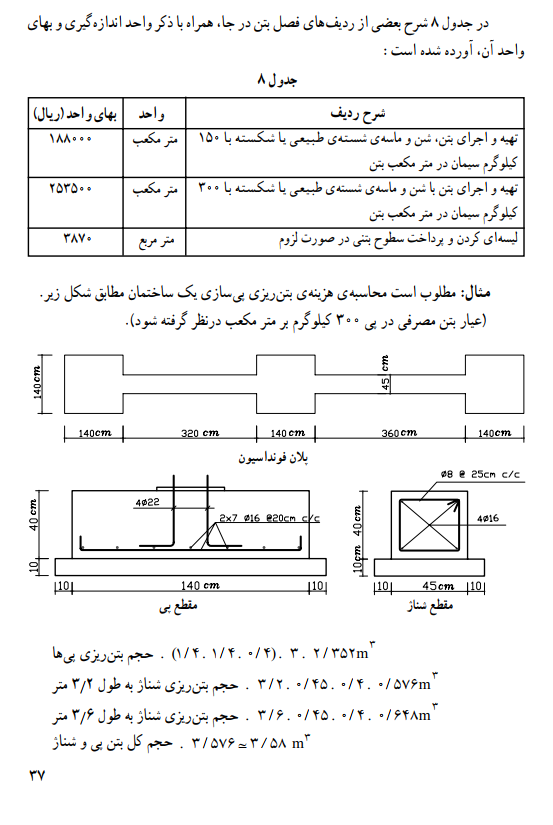 در جدول ۸ شرح بعضی از ردیف‌های فصل بتن در جا، همراه با ذکر واحد اندازه‌گیری و بهای
واحد آن، آورده شده است :
جدول ۸
شرح ردیف واحد بهای واحد (ریال)
تهیه و اجرای بتن، شن و ماسه‌ی شسته‌ی طبیعی یا شکسته با ۱۵۰ متر مکعب ۱۸۸۰۰۰
کیلوگرم سیمان در متر مکعب بتن
تهیه و اجرای بتن با شن و ماسه‌ی شسته‌ی طبیعی یا شکسته با ۳۰۰ متر مکعب ۲۵۳۵۰۰
کیلوگرم سیمان در متر مکعب بتن
لیسه‌ای کردن و پرداخت سطوح بتنی در صورت لزوم متر مربع ۳۸۷۰
مثال: مطلوب است محاسبه‌ی هزینه‌ی بتن‌ریزی پی‌سازی یک ساختمان مطابق شکل زیر.
(عیار بتن مصرفی در پی ۳۰۰ کیلوگرم بر متر مکعب درنظر گرفته شود).
140cm
45 cm
140cm 320 cm 140cm 360cm 140cm
پلان فونداسیون
4Ø22
2x7 Ø16 @20cm c/c
40cm
10
10 140 cm 10
مقطع پی
Ø8 @ 25cm c/c
4Ø16
40cm
10cm
10 45cm 10
مقطع شناژ
حجم بتن‌ریزی پی‌ها . (۱/۴ . ۱/۴ . ۰/۴) . ۳ . ۲/۳۵۲m۳
حجم بتن‌ریزی شناژ به طول ۳٫۲ متر . ۳/۲ . ۰/۴۵ . ۰/۴ . ۰/۵۷۶m۳
حجم بتن‌ریزی شناژ به طول ۳٫۶ متر . ۳/۶ . ۰/۴۵ . ۰/۴ . ۰/۶۴۸m۳
حجم کل بتن پی و شناژ . ۳/۵۷۶ ≃ ۳/۵۸ m۳
۳۷